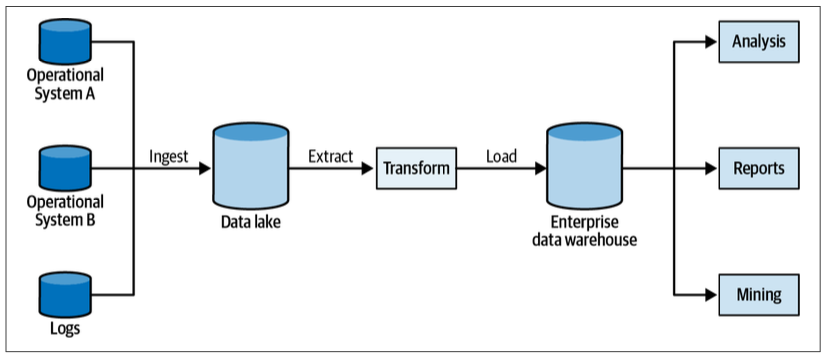 Operational
System A
Operational
System B
Logs
Ingest
Data lake
Extract
Transform
Load
Enterprise
data warehouse
Analysis
Reports
Mining